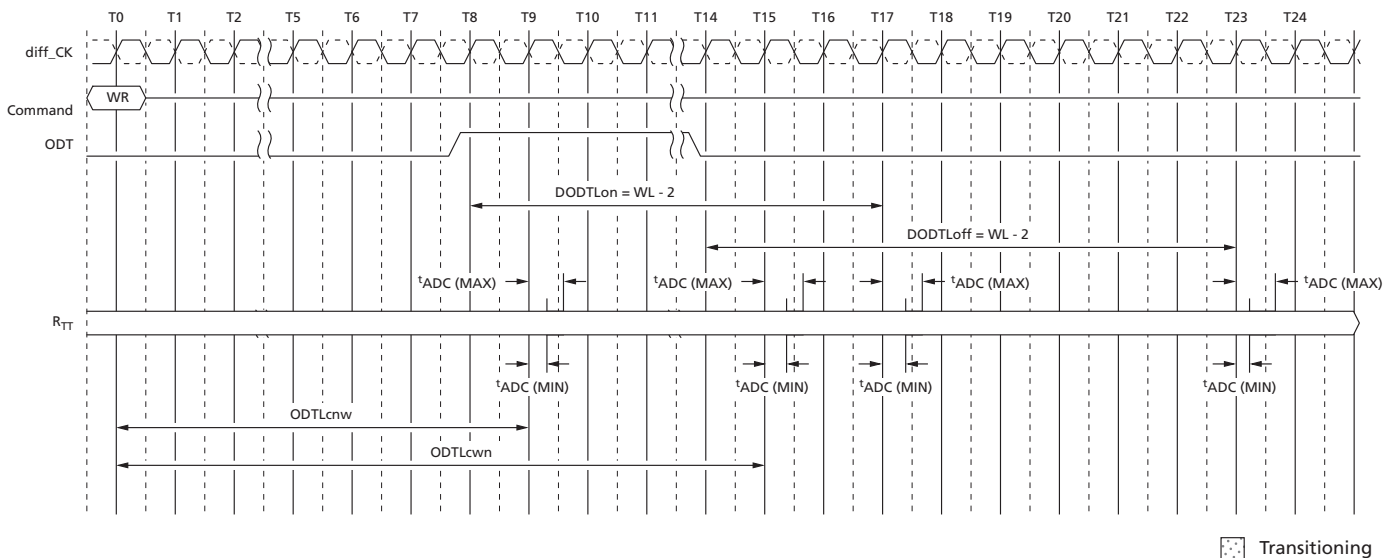 T0 T1 T2 T5 T6 T7 T8 T9 T10 T11 T14 T15 T16 T17 T18 T19 T20 T21 T22 T23 T24
diff_CK
WR
Command
ODT
DODTLon = WL - 2
DODTLoff = WL - 2
tADC (MAX) tADC (MAX) tADC (MAX) tADC (MAX)
RTT
tADC (MIN) tADC (MIN) tADC (MIN) tADC (MIN)
ODTLcnw
ODTLcwn
Transitioning